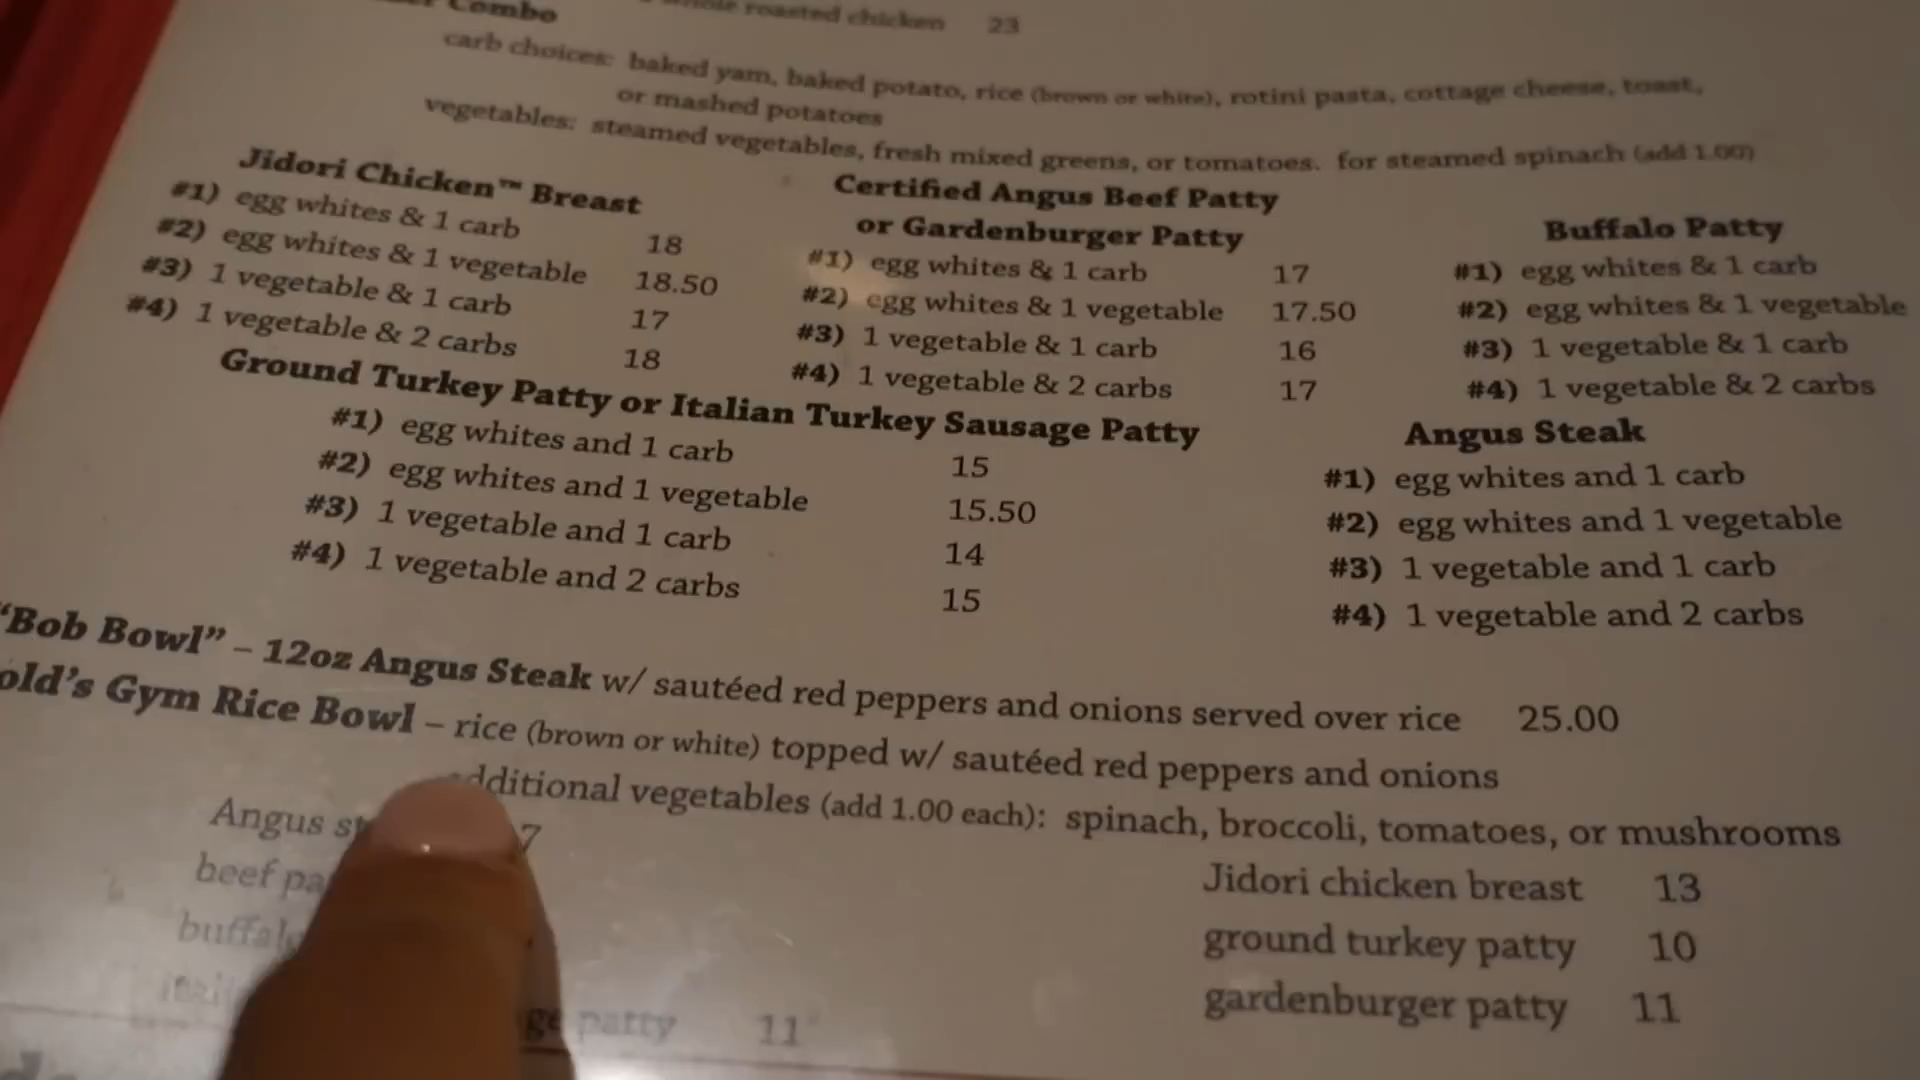 Combo
whole roasted chicken 23
carb choices: baked yam, baked potato, rice (brown or white), rotini pasta, cottage cheese, toast,
or mashed potatoes
vegetables: steamed vegetables, fresh mixed greens, or tomatoes. for steamed spinach (add 1.00)
Jidori Chicken™ Breast
#1) egg whites & 1 carb 18
#2) egg whites & 1 vegetable 18.50
#3) 1 vegetable & 1 carb 17
#4) 1 vegetable & 2 carbs 18
Certified Angus Beef Patty
or Gardenburger Patty
#1) egg whites & 1 carb 17
#2) egg whites & 1 vegetable 17.50
#3) 1 vegetable & 1 carb 16
#4) 1 vegetable & 2 carbs 17
Buffalo Patty
#1) egg whites & 1 carb
#2) egg whites & 1 vegetable
#3) 1 vegetable & 1 carb
#4) 1 vegetable & 2 carbs
Ground Turkey Patty or Italian Turkey Sausage Patty
#1) egg whites and 1 carb 15
#2) egg whites and 1 vegetable 15.50
#3) 1 vegetable and 1 carb 14
#4) 1 vegetable and 2 carbs 15
Angus Steak
#1) egg whites and 1 carb
#2) egg whites and 1 vegetable
#3) 1 vegetable and 1 carb
#4) 1 vegetable and 2 carbs
“Bob Bowl” – 12oz Angus Steak w/ sautéed red peppers and onions served over rice 25.00
old’s Gym Rice Bowl – rice (brown or white) topped w/ sautéed red peppers and onions
additional vegetables (add 1.00 each): spinach, broccoli, tomatoes, or mushrooms
Angus st 7
beef pa
buffal
patty 11
Jidori chicken breast 13
ground turkey patty 10
gardenburger patty 11